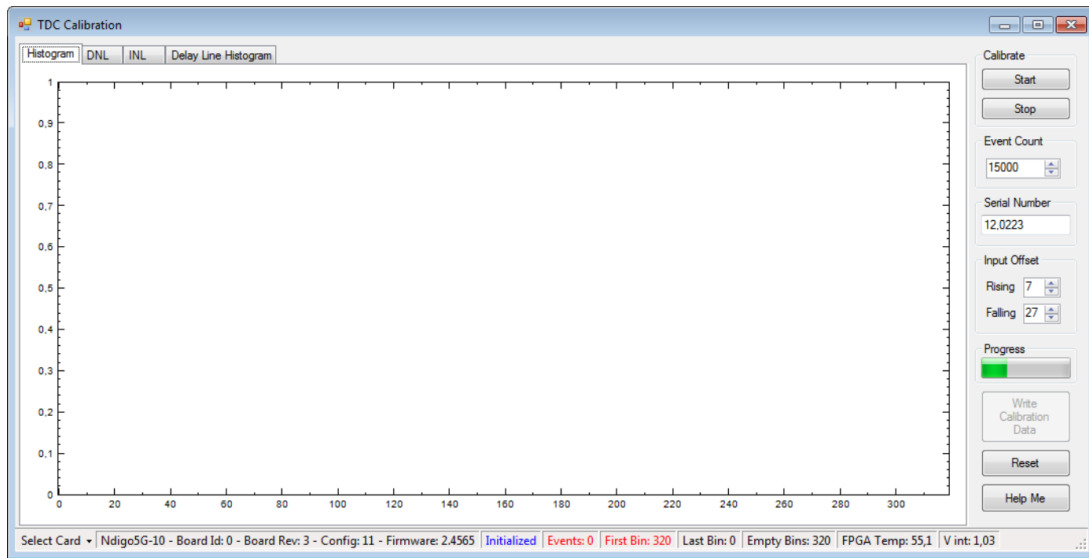 TDC Calibration
Histogram DNL INL Delay Line Histogram
1
0,9
0,8
0,7
0,6
0,5
0,4
0,3
0,2
0,1
0
0 20 40 60 80 100 120 140 160 180 200 220 240 260 280 300
Calibrate
Start
Stop
Event Count
15000
Serial Number
12,0223
Input Offset
Rising 7
Falling 27
Progress
Write
Calibration
Data
Reset
Help Me
Select Card Ndigo5G-10 - Board Id: 0 - Board Rev: 3 - Config: 11 - Firmware: 2.4565 Initialized Events: 0 First Bin: 320 Last Bin: 0 Empty Bins: 320 FPGA Temp: 55,1 V int: 1,03